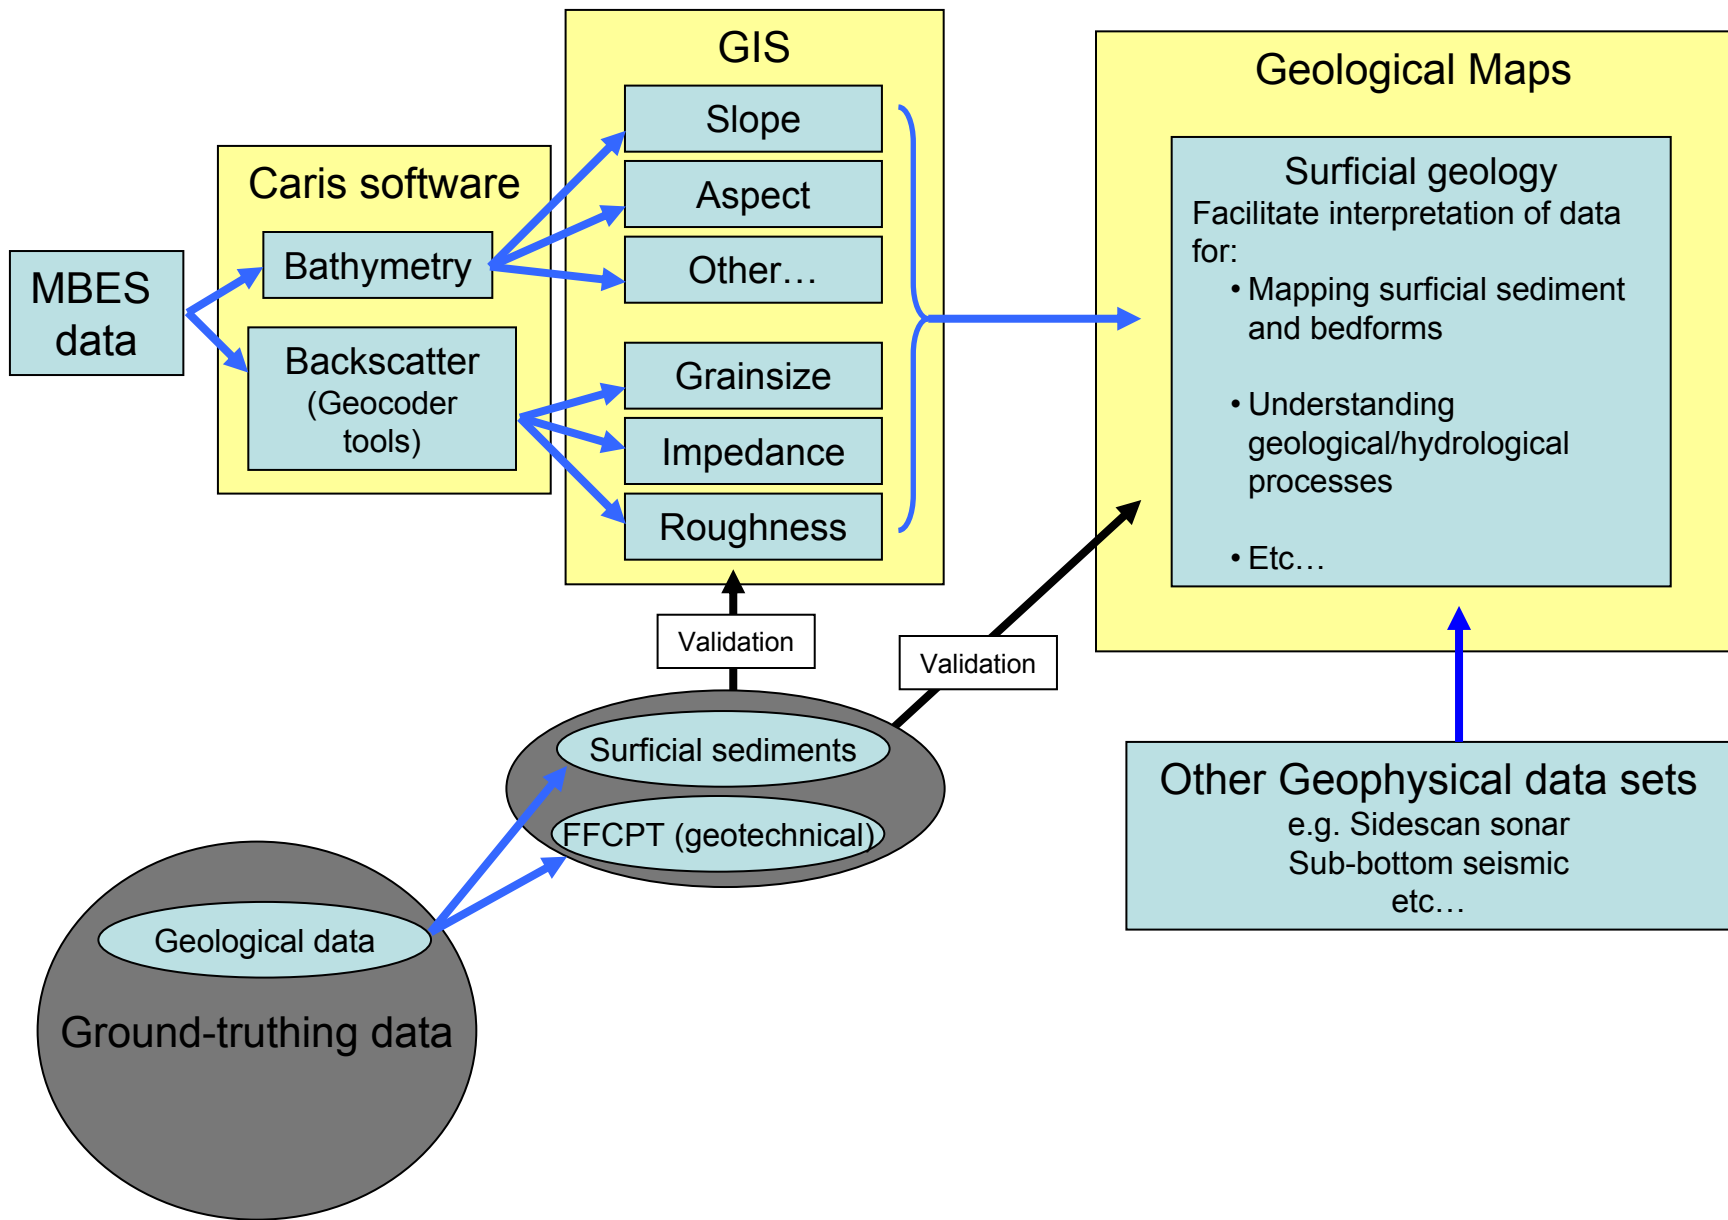 GIS
Geological Maps
Slope
Surficial geology
Facilitate interpretation of data
for:
• Mapping surficial sediment
and bedforms
• Understanding
geological/hydrological
processes
• Etc…
Caris software
Aspect
Bathymetry
Other…
MBES
data
Backscatter
(Geocoder
tools)
Grainsize
Impedance
Roughness
Validation
Validation
Surficial sediments
FFCPT (geotechnical)
Other Geophysical data sets
e.g. Sidescan sonar
Sub-bottom seismic
etc…
Geological data
Ground-truthing data